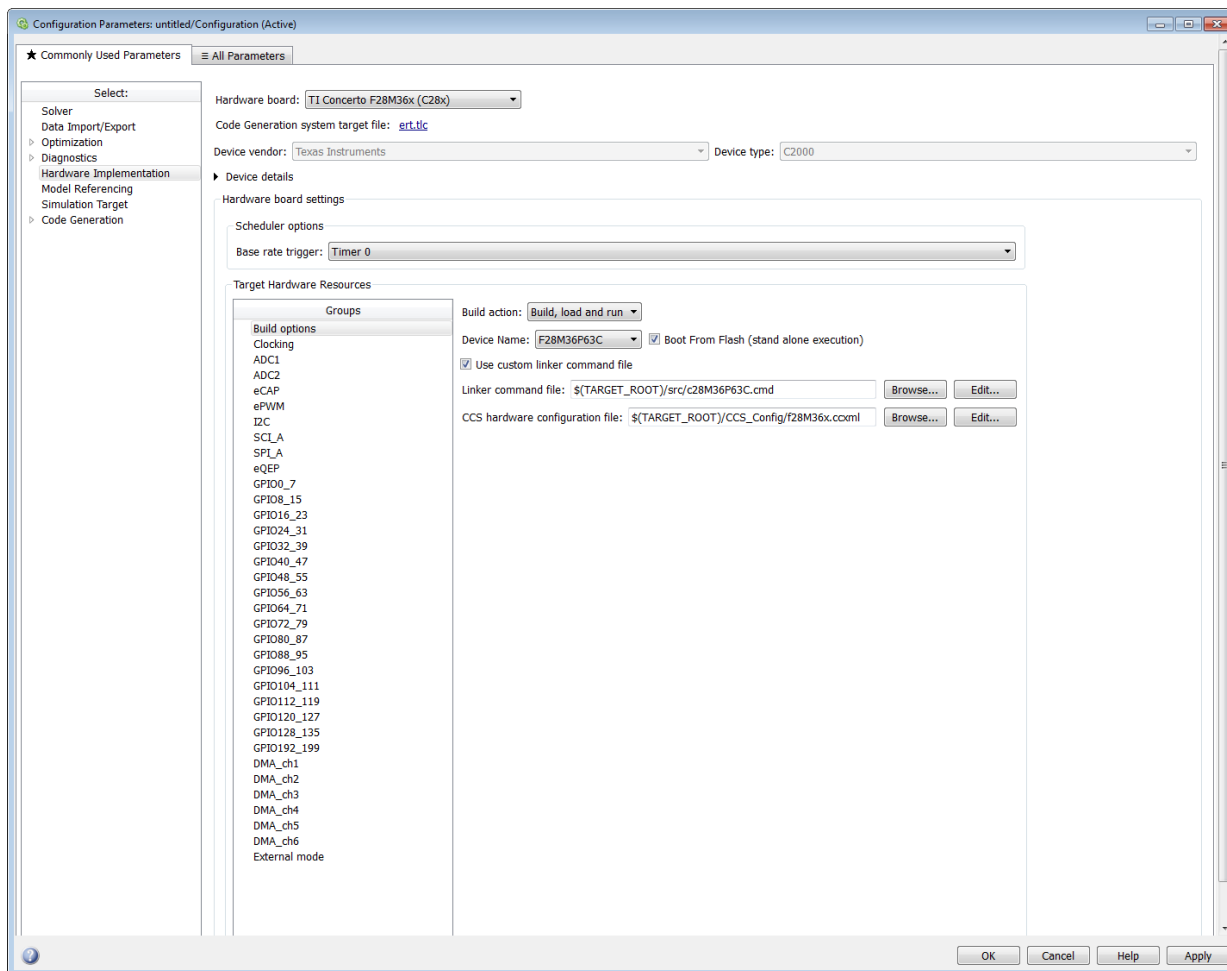 Configuration Parameters: untitled/Configuration (Active)
★ Commonly Used Parameters
≡ All Parameters
Select:
Solver
Data Import/Export
Optimization
Diagnostics
Hardware Implementation
Model Referencing
Simulation Target
Code Generation
Hardware board: TI Concerto F28M36x (C28x)
Code Generation system target file: ert.tlc
Device vendor: Texas Instruments Device type: C2000
Device details
Hardware board settings
Scheduler options
Base rate trigger: Timer 0
Target Hardware Resources
Groups
Build options
Clocking
ADC1
ADC2
eCAP
ePWM
I2C
SCI_A
SPI_A
eQEP
GPIO0_7
GPIO8_15
GPIO16_23
GPIO24_31
GPIO32_39
GPIO40_47
GPIO48_55
GPIO56_63
GPIO64_71
GPIO72_79
GPIO80_87
GPIO88_95
GPIO96_103
GPIO104_111
GPIO112_119
GPIO120_127
GPIO128_135
GPIO192_199
DMA_ch1
DMA_ch2
DMA_ch3
DMA_ch4
DMA_ch5
DMA_ch6
External mode
Build action: Build, load and run
Device Name: F28M36P63C Boot From Flash (stand alone execution)
Use custom linker command file
Linker command file: $(TARGET_ROOT)/src/c28M36P63C.cmd Browse... Edit...
CCS hardware configuration file: $(TARGET_ROOT)/CCS_Config/f28M36x.ccxml Browse... Edit...
OK Cancel Help Apply